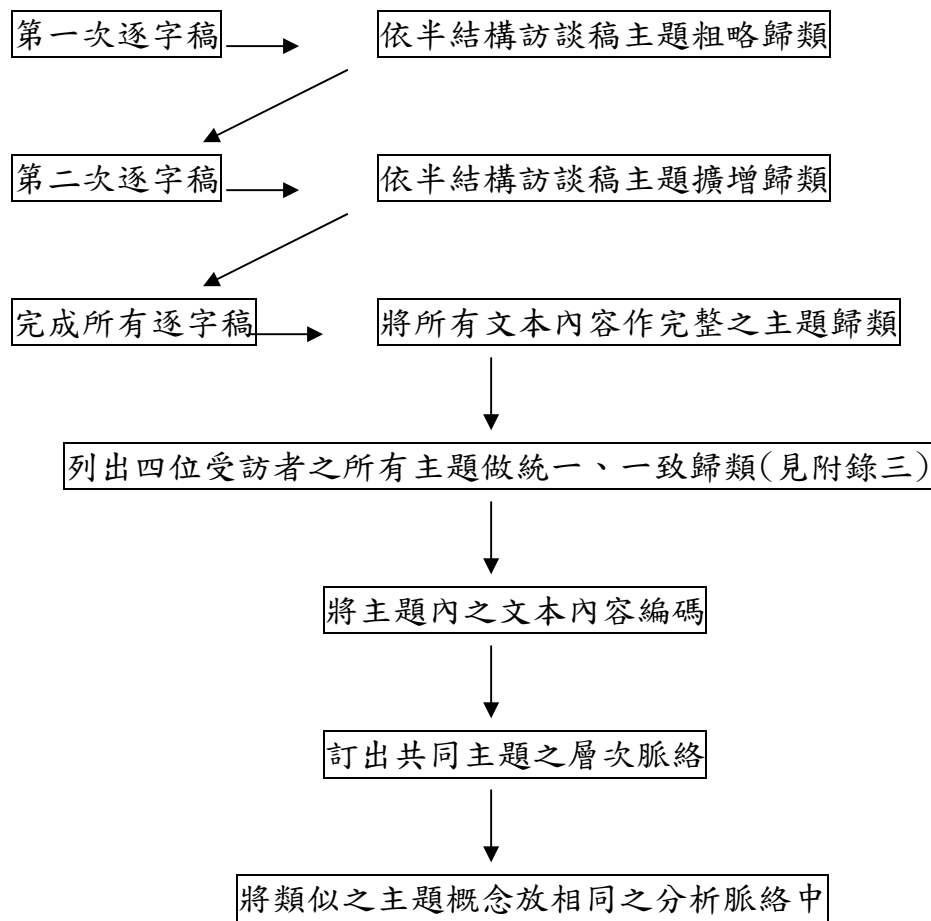 第一次逐字稿
依半結構訪談稿主題粗略歸類
第二次逐字稿
依半結構訪談稿主題擴增歸類
完成所有逐字稿
將所有文本內容作完整之主題歸類
列出四位受訪者之所有主題做統一、一致歸類(見附錄三)
將主題內之文本內容編碼
訂出共同主題之層次脈絡
將類似之主題概念放相同之分析脈絡中